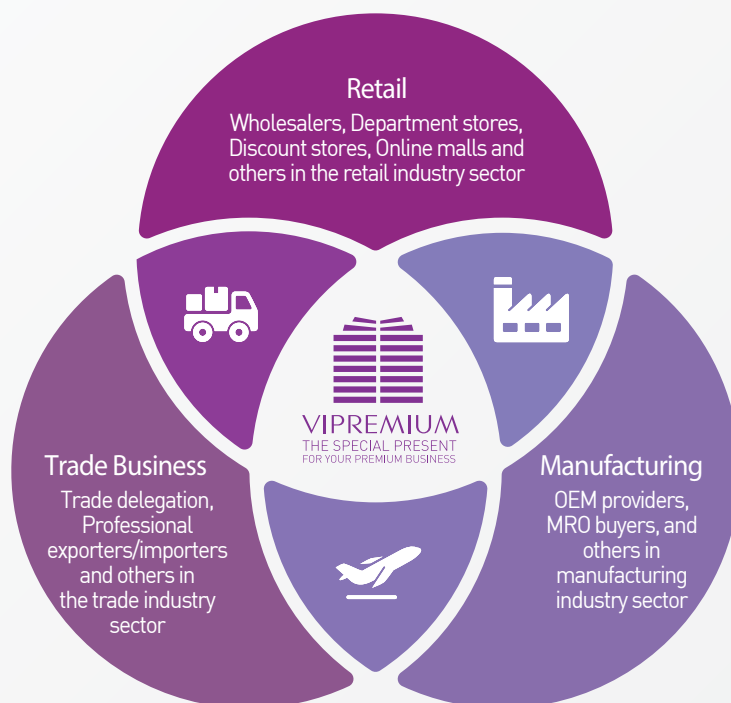 Retail
Wholesalers, Department stores,
Discount stores, Online malls and
others in the retail industry sector
VIPREMIUM
THE SPECIAL PRESENT
FOR YOUR PREMIUM BUSINESS
Trade Business
Trade delegation,
Professional
exporters/importers
and others in
the trade industry
sector
Manufacturing
OEM providers,
MRO buyers, and
others in
manufacturing
industry sector